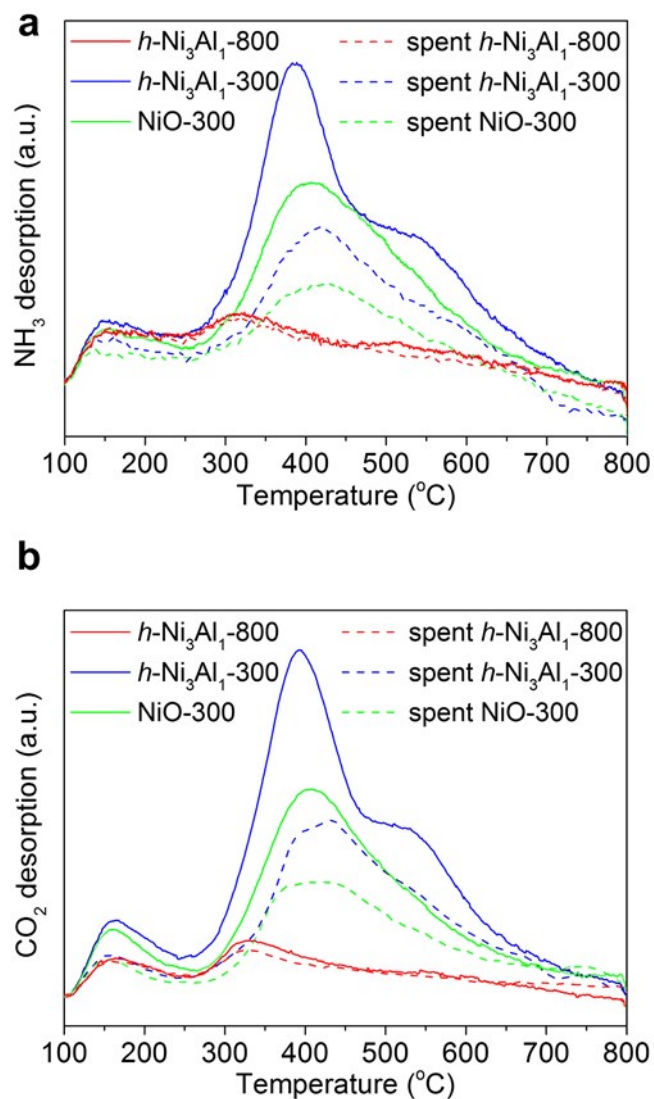 a
h-Ni₃Al₁-800 spent h-Ni₃Al₁-800
h-Ni₃Al₁-300 spent h-Ni₃Al₁-300
NiO-300 spent NiO-300
NH₃ desorption (a.u.)
100 200 300 400 500 600 700 800
Temperature (°C)
b
h-Ni₃Al₁-800 spent h-Ni₃Al₁-800
h-Ni₃Al₁-300 spent h-Ni₃Al₁-300
NiO-300 spent NiO-300
CO₂ desorption (a.u.)
100 200 300 400 500 600 700 800
Temperature (°C)